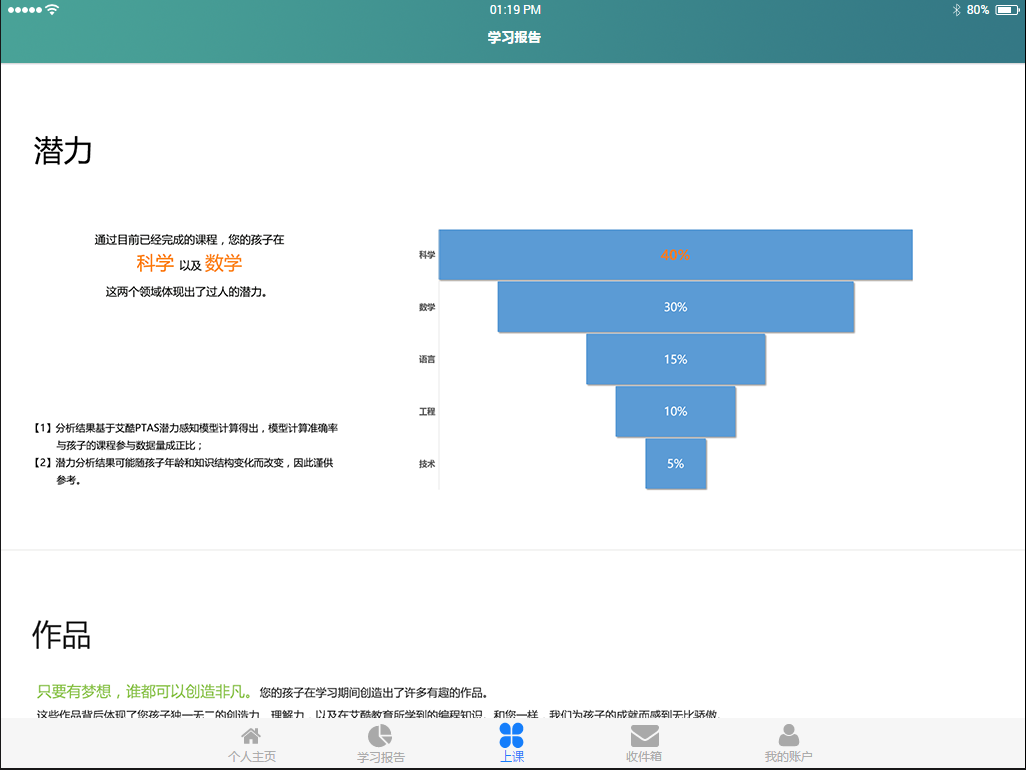 01:19 PM
80%
学习报告
潜力
通过目前已经完成的课程，您的孩子在
科学 以及 数学
这两个领域体现出了过人的潜力。
【1】分析结果基于艾酷PTAS潜力感知模型计算得出，模型计算准确率
与孩子的课程参与数据量成正比；
【2】潜力分析结果可能随孩子年龄和知识结构变化而改变，因此谨供
参考。
科学 40%
数学 30%
语言 15%
工程 10%
技术 5%
作品
只要有梦想，谁都可以创造非凡。您的孩子在学习期间创造出了许多有趣的作品。
这些作品背后体现了您孩子独一无二的创造力、理解力，以及在艾酷教育所学到的编程知识。和您一样，我们为孩子的成就而感到无比骄傲。
个人主页
学习报告
上课
收件箱
我的账户